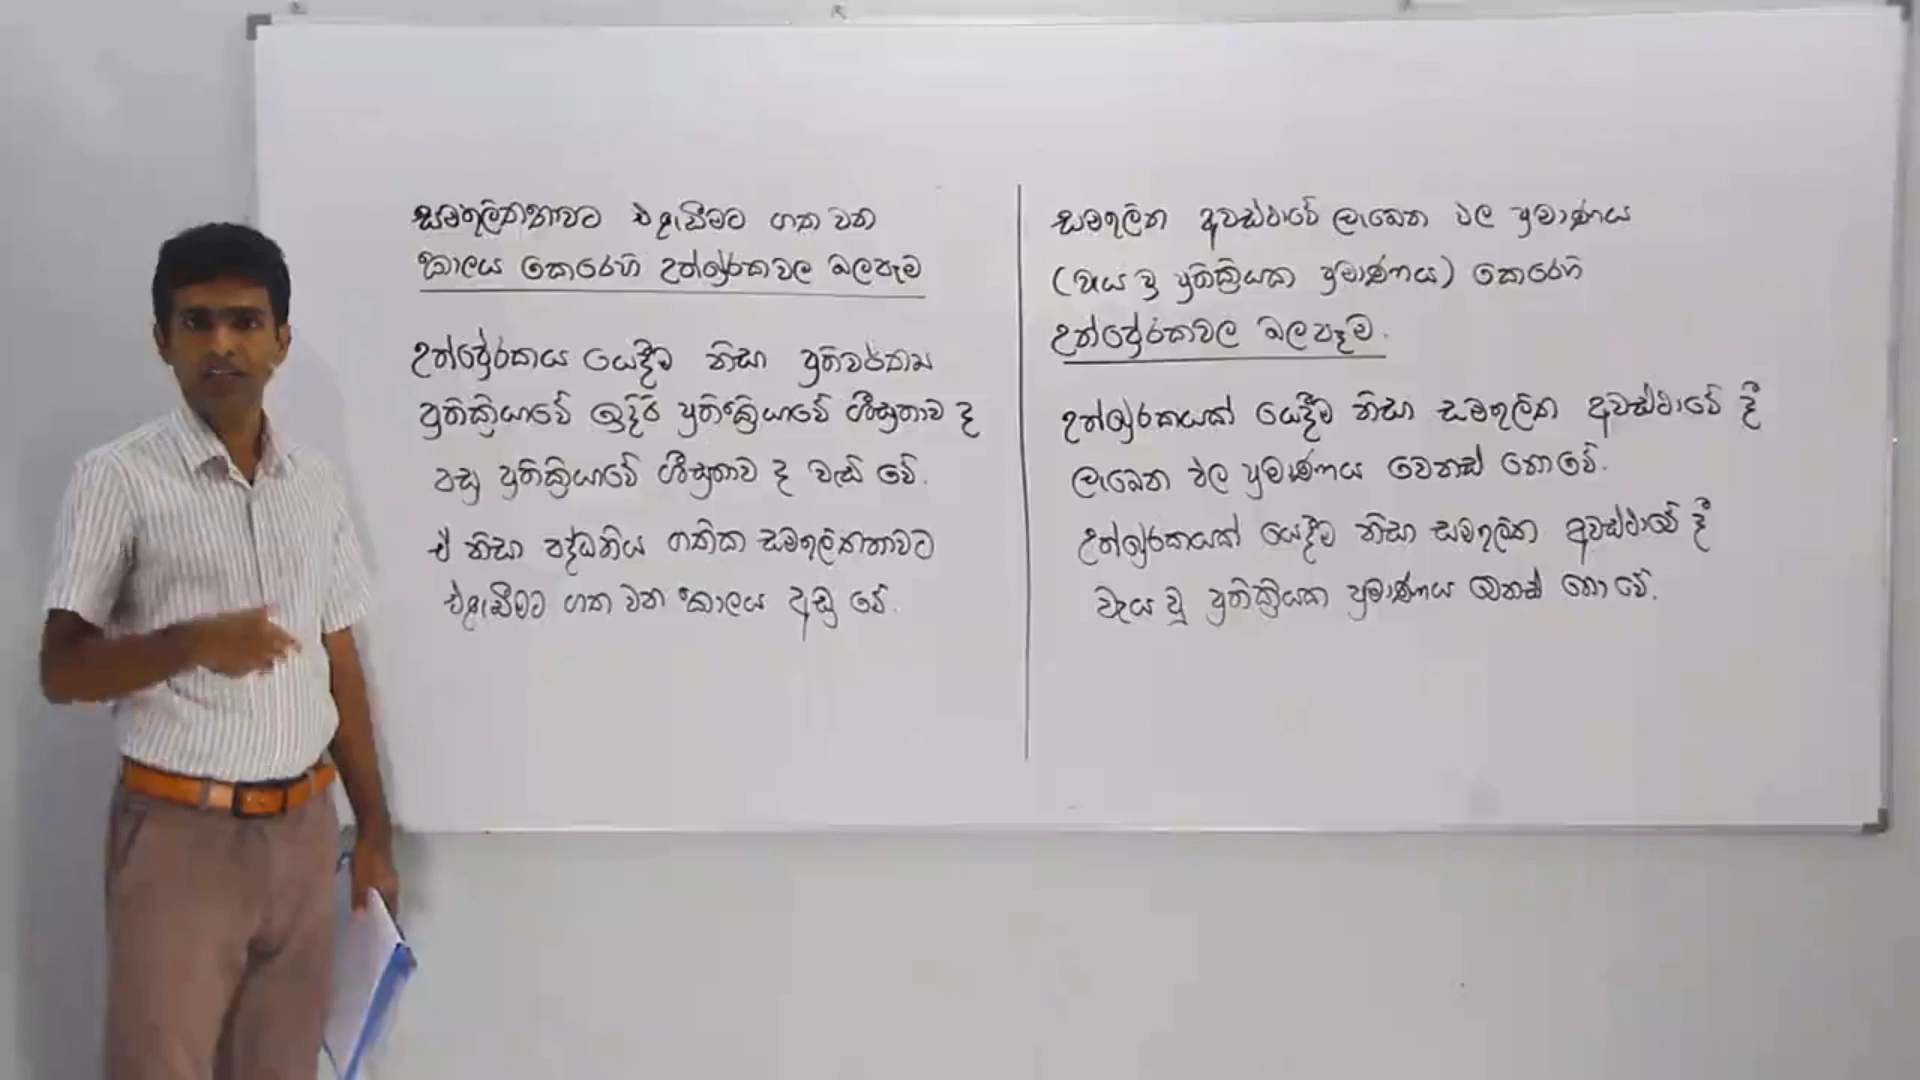 සමතුලිතතාවට එළැඹීමට ගත වන
කාලය කෙරෙහි උත්ප්‍රේරකවල බලපෑම
උත්ප්‍රේරකය යෙදීම නිසා ප්‍රතිවර්තාස
ප්‍රතික්‍රියාවේ ඉදිරි ප්‍රතික්‍රියාවේ ශීඝ්‍රතාව ද
පසු ප්‍රතික්‍රියාවේ ශීඝ්‍රතාව ද වැඩි වේ.
ඒ නිසා පද්ධතිය ගතික සමතුලිතතාවට
එළැඹීමට ගත වන කාලය අඩු වේ.
සමතුලිත අවස්ථාවේ ලැබෙන ඵල ප්‍රමාණය
(වැය වූ ප්‍රතික්‍රියක ප්‍රමාණය) කෙරෙහි
උත්ප්‍රේරකවල බලපෑම.
උත්ප්‍රේරකයක් යෙදීම නිසා සමතුලිත අවස්ථාවේ දී
ලැබෙන ඵල ප්‍රමාණය වෙනස් නොවේ.
උත්ප්‍රේරකයක් යෙදීම නිසා සමතුලිත අවස්ථාවේ දී
වැය වූ ප්‍රතික්‍රියක ප්‍රමාණය වෙනස් නො වේ.